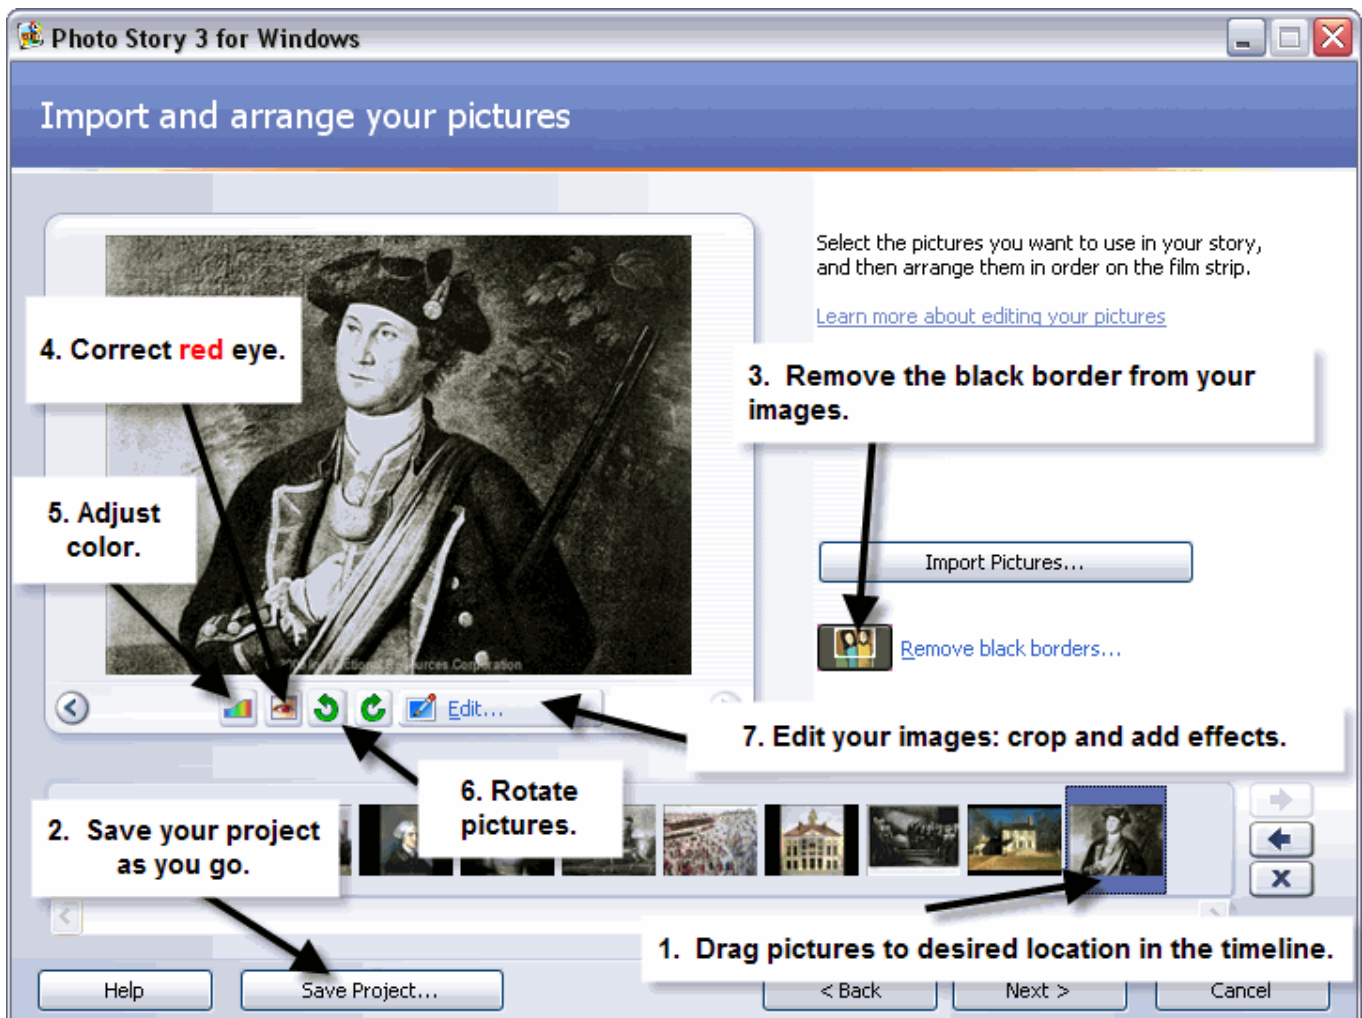 Photo Story 3 for Windows
Import and arrange your pictures
Select the pictures you want to use in your story,
and then arrange them in order on the film strip.
Learn more about editing your pictures
4. Correct red eye.
3. Remove the black border from your
images.
5. Adjust
color.
Import Pictures...
Remove black borders...
Resources Corporation
Edit...
7. Edit your images: crop and add effects.
6. Rotate
pictures.
2. Save your project
as you go.
1. Drag pictures to desired location in the timeline.
Help
Save Project...
< Back
Next >
Cancel